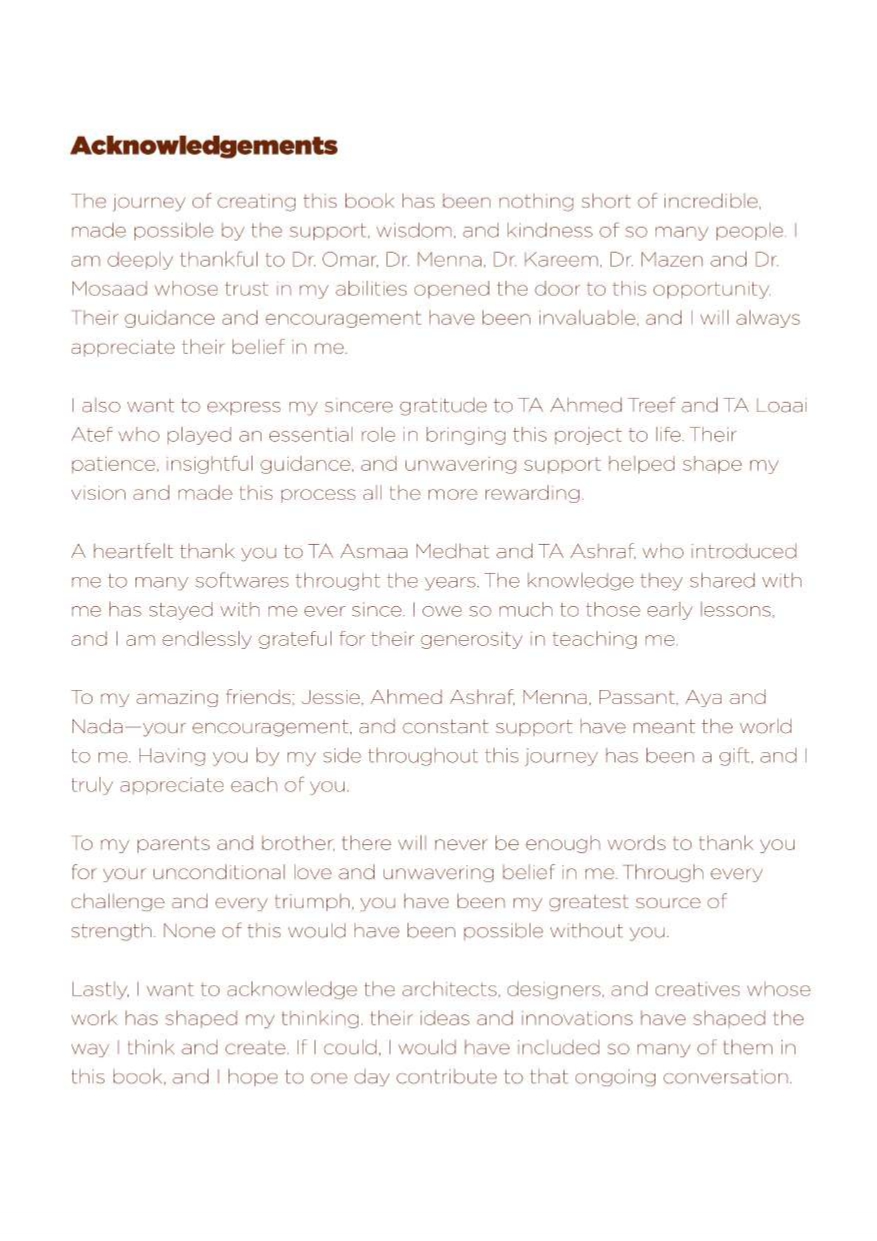 Acknowledgements
The journey of creating this book has been nothing short of incredible,
made possible by the support, wisdom, and kindness of so many people. I
am deeply thankful to Dr. Omar, Dr. Menna, Dr. Kareem, Dr. Mazen and Dr.
Mosaad whose trust in my abilities opened the door to this opportunity.
Their guidance and encouragement have been invaluable, and I will always
appreciate their belief in me.
I also want to express my sincere gratitude to TA Ahmed Treef and TA Loaai
Atef who played an essential role in bringing this project to life. Their
patience, insightful guidance, and unwavering support helped shape my
vision and made this process all the more rewarding.
A heartfelt thank you to TA Asmaa Medhat and TA Ashraf, who introduced
me to many softwares throught the years. The knowledge they shared with
me has stayed with me ever since. I owe so much to those early lessons,
and I am endlessly grateful for their generosity in teaching me.
To my amazing friends; Jessie, Ahmed Ashraf, Menna, Passant, Aya and
Nada—your encouragement, and constant support have meant the world
to me. Having you by my side throughout this journey has been a gift, and I
truly appreciate each of you.
To my parents and brother, there will never be enough words to thank you
for your unconditional love and unwavering belief in me. Through every
challenge and every triumph, you have been my greatest source of
strength. None of this would have been possible without you.
Lastly, I want to acknowledge the architects, designers, and creatives whose
work has shaped my thinking. their ideas and innovations have shaped the
way I think and create. If I could, I would have included so many of them in
this book, and I hope to one day contribute to that ongoing conversation.